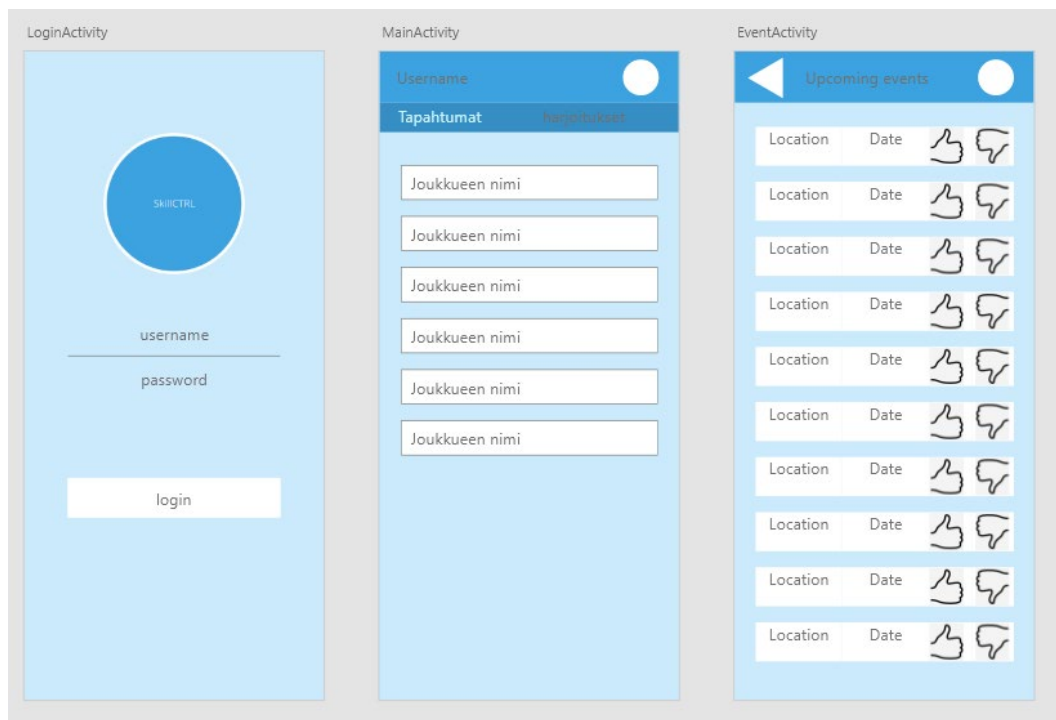 LoginActivity
SkillCTRL
username
password
login
MainActivity
Username
Tapahtumat harjoitukset
Joukkueen nimi
Joukkueen nimi
Joukkueen nimi
Joukkueen nimi
Joukkueen nimi
Joukkueen nimi
EventActivity
Upcoming events
Location Date
Location Date
Location Date
Location Date
Location Date
Location Date
Location Date
Location Date
Location Date
Location Date